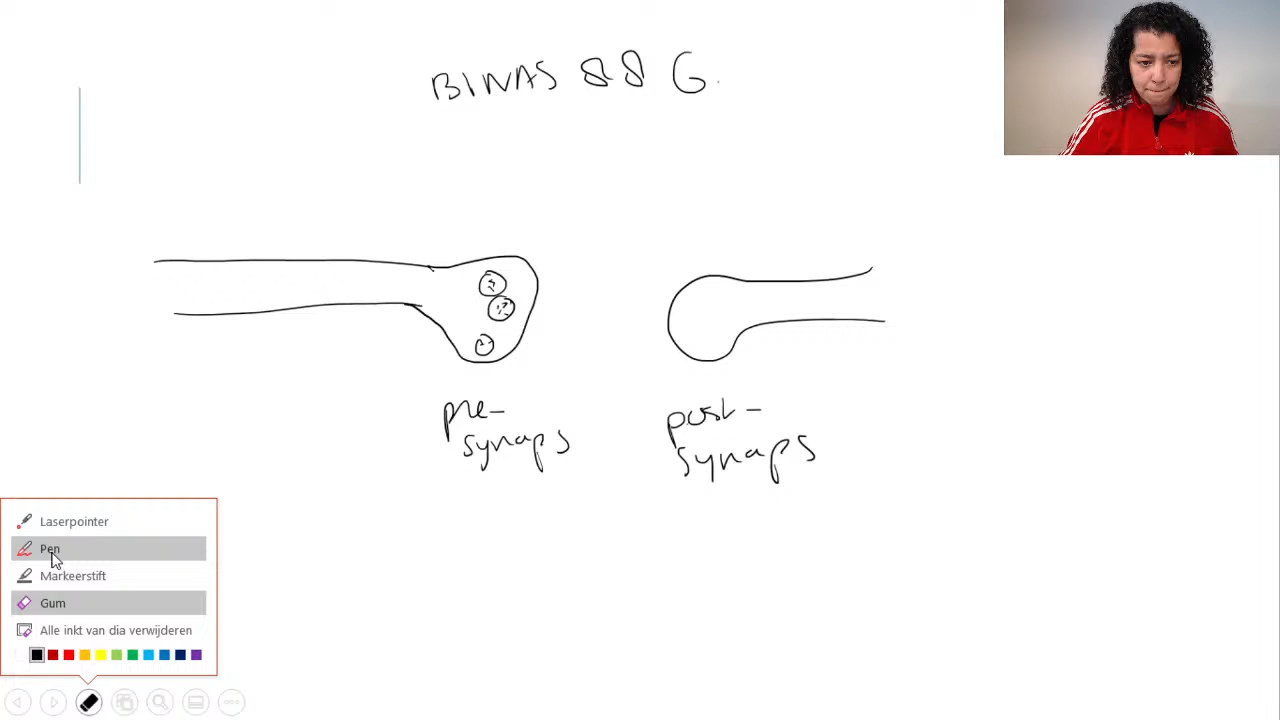 BINAS 88 G.
pre-
synaps
post-
synaps
Laserpointer
Pen
Markeerstift
Gum
Alle inkt van dia verwijderen